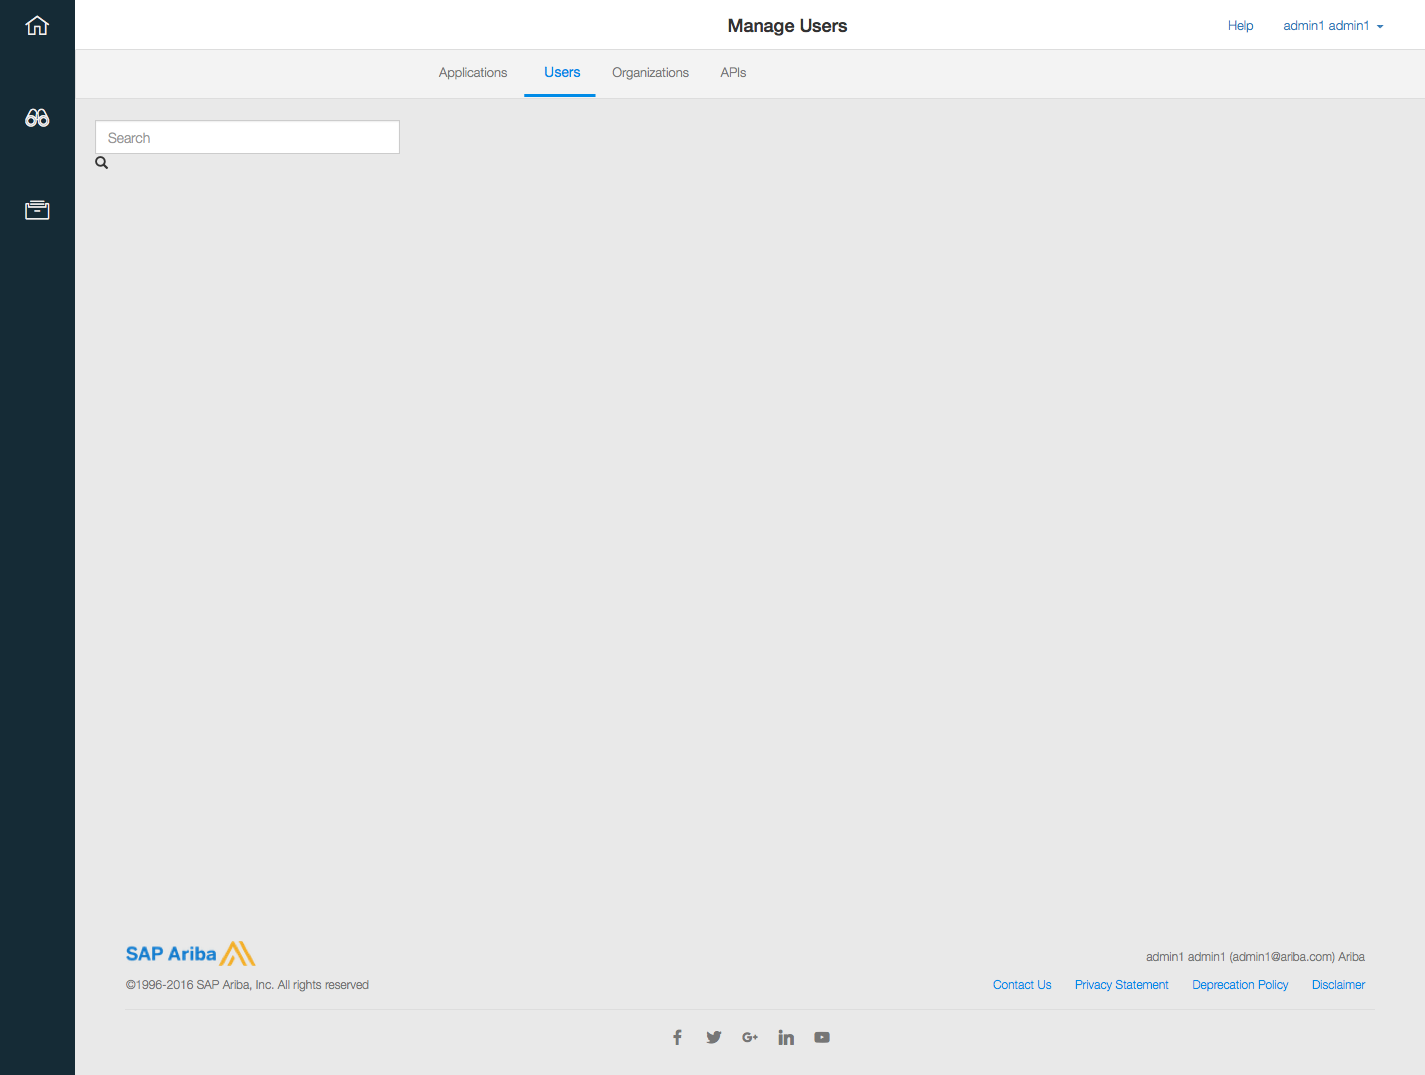 Manage Users
Help
admin1 admin1
Applications
Users
Organizations
APIs
Search
SAP Ariba
©1996-2016 SAP Ariba, Inc. All rights reserved
admin1 admin1 (admin1@ariba.com) Ariba
Contact Us
Privacy Statement
Deprecation Policy
Disclaimer